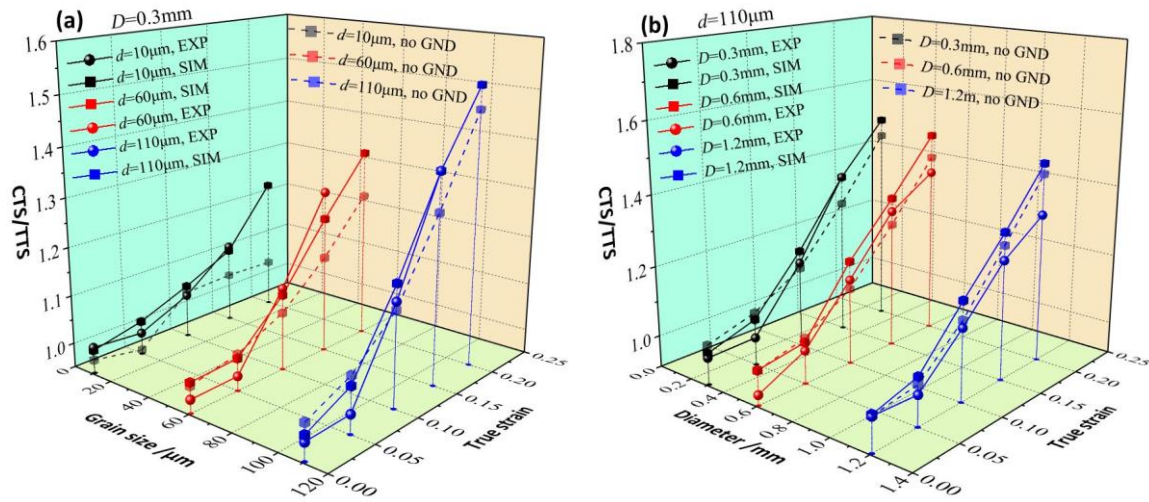 (a)
D=0.3mm
1.6
1.5
1.4
1.3
1.2
1.1
1.0
CTS/TTS
d=10μm, EXP
d=10μm, SIM
d=60μm, SIM
d=60μm, EXP
d=110μm, EXP
d=110μm, SIM
d=10μm, no GND
d=60μm, no GND
d=110μm, no GND
0
20
40
60
80
100
120
Grain size /μm
0.00
0.05
0.10
0.15
0.20
0.25
True strain
(b)
d=110μm
1.8
1.6
1.4
1.2
1.0
CTS/TTS
D=0.3mm, EXP
D=0.3mm, SIM
D=0.6mm, SIM
D=0.6mm, EXP
D=1.2mm, EXP
D=1.2mm, SIM
D=0.3mm, no GND
D=0.6mm, no GND
D=1.2m, no GND
0.0
0.2
0.4
0.6
0.8
1.0
1.2
1.4
Diameter /mm
0.00
0.05
0.10
0.15
0.20
0.25
True strain